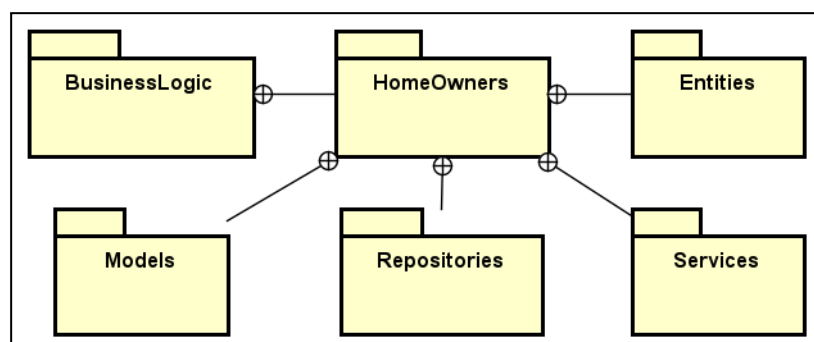 BusinessLogic
HomeOwners
Entities
Models
Repositories
Services